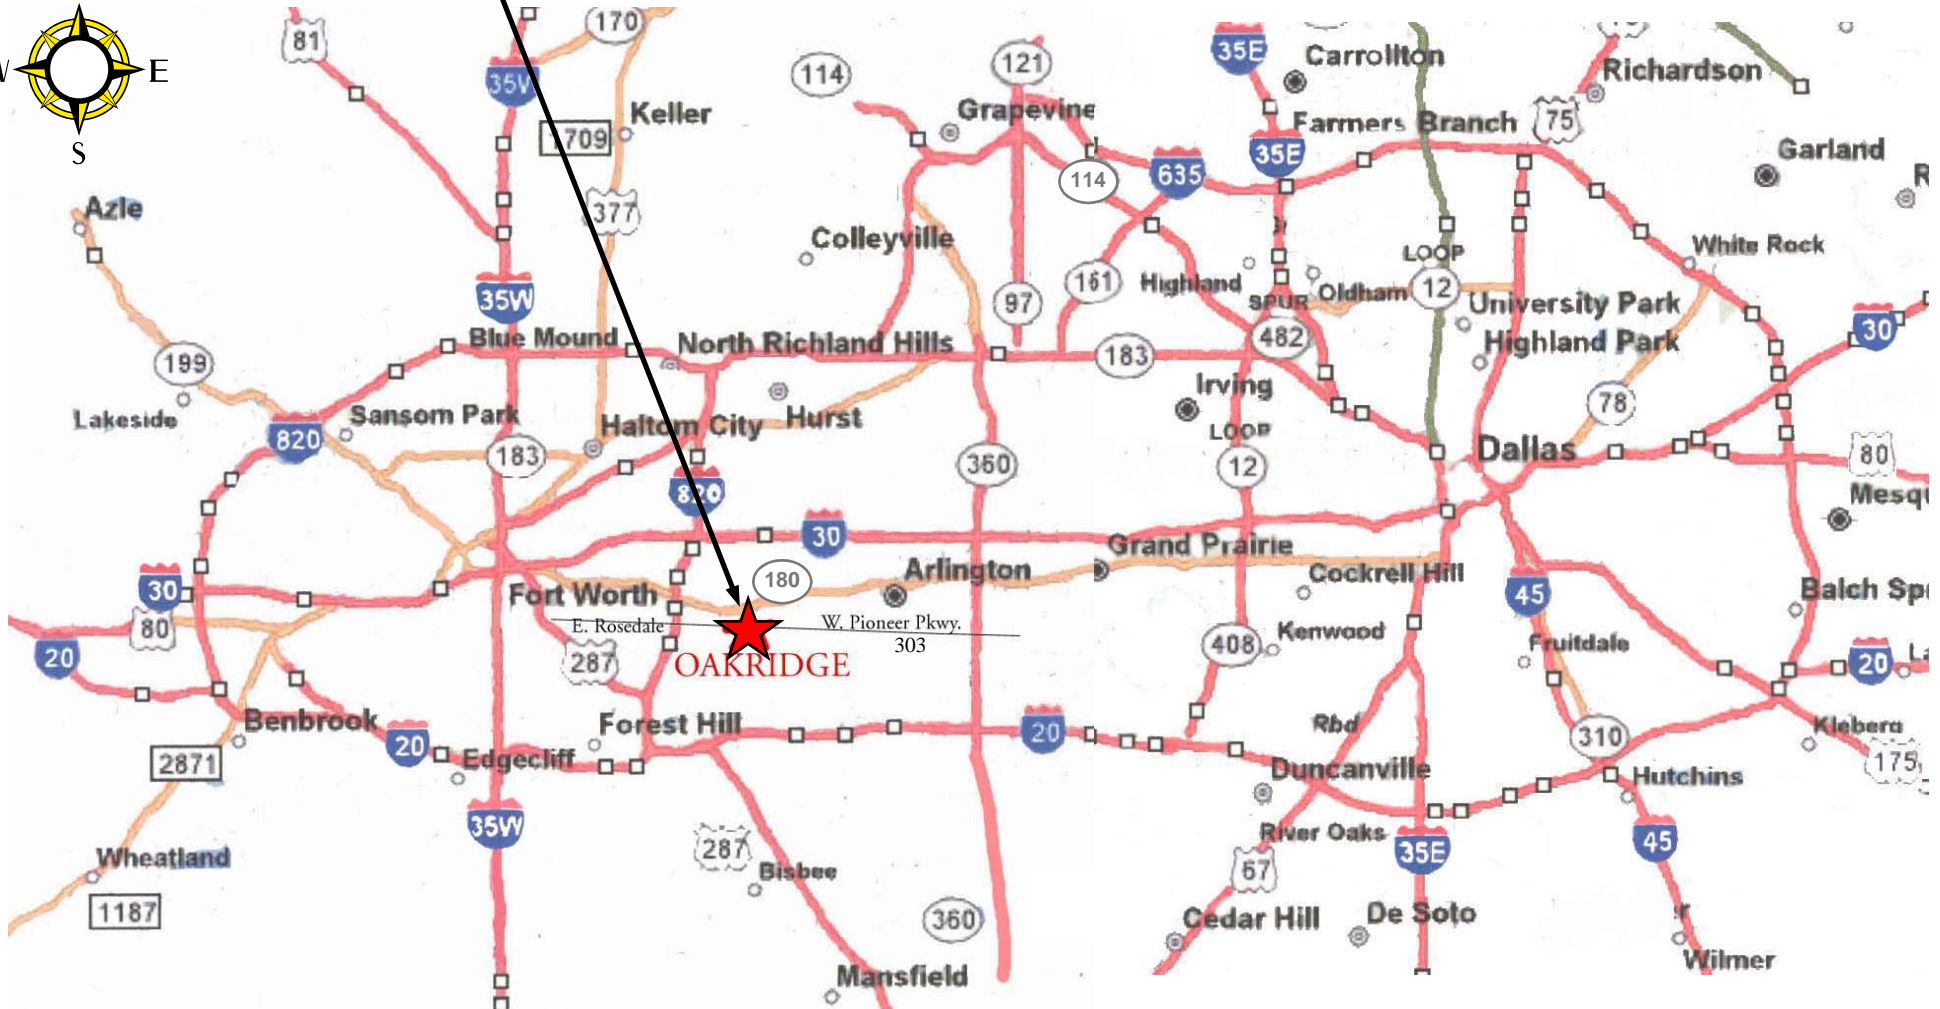 81
170
35W
35E
Carrollton
Richardson
114
121
W
E
S
Grapevine
Keller
1709
Farmers Branch
75
35E
Garland
635
114
377
Azle
Colleyville
White Rock
LOOP
12
161
Highland
SPUR
482
Oldham
University Park
35W
97
Blue Mound
North Richland Hills
183
Highland Park
30
199
Irving
Lakeside
Sansom Park
Haltom City
Hurst
78
820
LOOP
12
Dallas
183
360
80
820
Mesqu
30
Grand Prairie
180
Arlington
Cockrell Hill
30
Fort Worth
45
Balch Spr
80
E. Rosedale
W. Pioneer Pkwy.
303
408
Kenwood
Fruitdale
20
287
OAKRIDGE
20
La
Benbrook
Forest Hill
Rbd
Kleberg
20
20
310
175
2871
Edgecliff
Duncanville
Hutchins
35W
River Oaks
35E
45
287
Wheatland
Bisbee
67
1187
360
Cedar Hill
De Soto
r
Mansfield
Wilmer